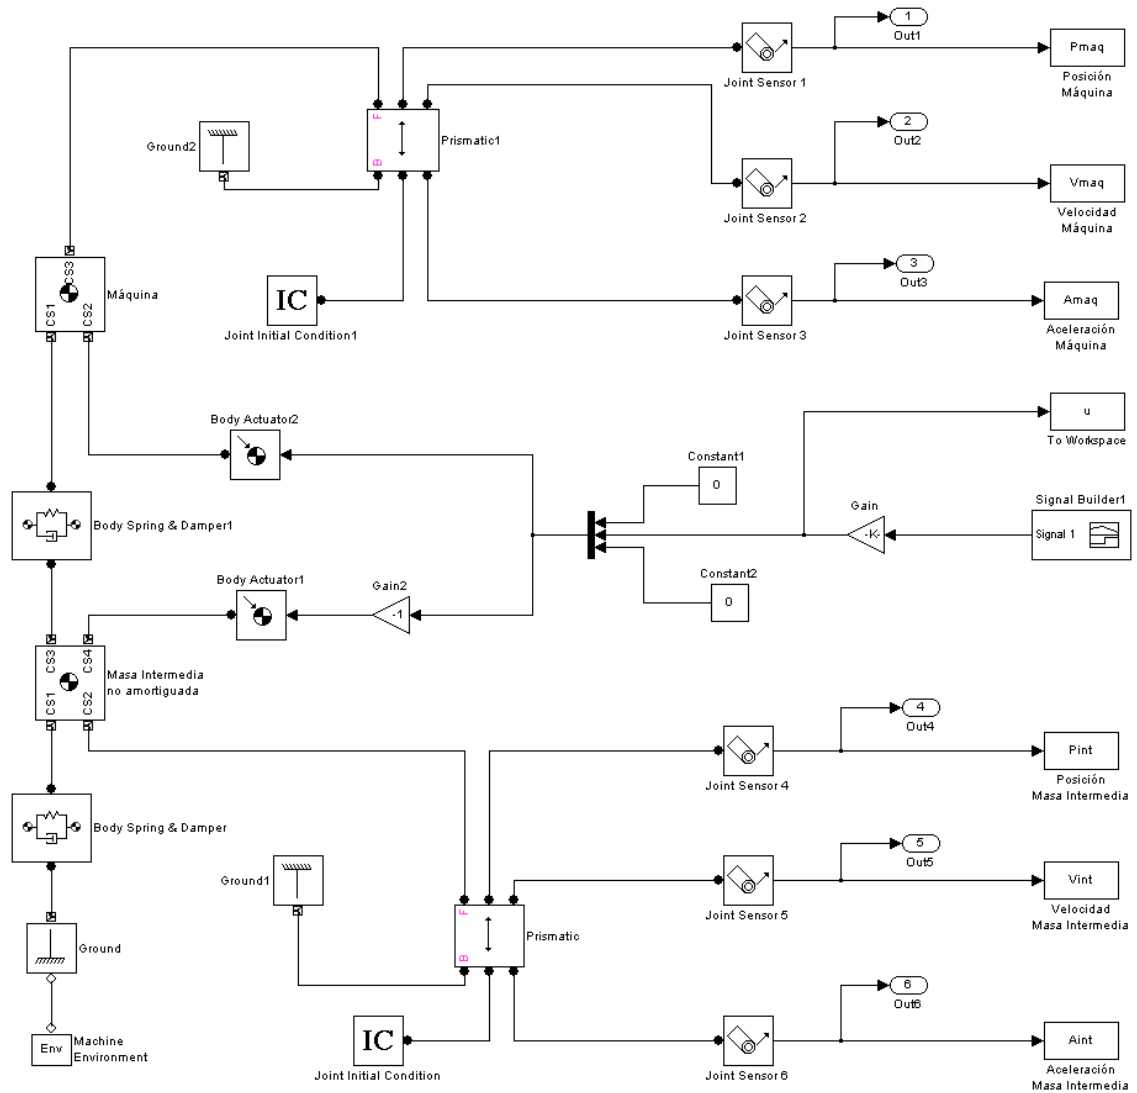 1
Out1
Pmaq
Posición
Máquina
Joint Sensor 1
F
B
Prismatic1
Ground2
2
Out2
Vmaq
Velocidad
Máquina
Joint Sensor 2
CS3
CS1
CS2
Máquina
IC
Joint Initial Condition1
3
Out3
Amaq
Aceleración
Máquina
Joint Sensor 3
Body Actuator2
u
To Workspace
Constant1
0
Gain
-K-
Signal Builder1
Signal 1
Body Spring & Damper1
Body Actuator1
Gain2
-1
Constant2
0
CS3
CS4
CS1
CS2
Masa Intermedia
no amortiguada
4
Out4
Pint
Posición
Masa Intermedia
Joint Sensor 4
Body Spring & Damper
Ground1
5
Out5
Vint
Velocidad
Masa Intermedia
Joint Sensor 5
F
B
Prismatic
Ground
6
Out6
Env
Machine
Environment
IC
Joint Initial Condition
Joint Sensor 6
Aint
Aceleración
Masa Intermedia